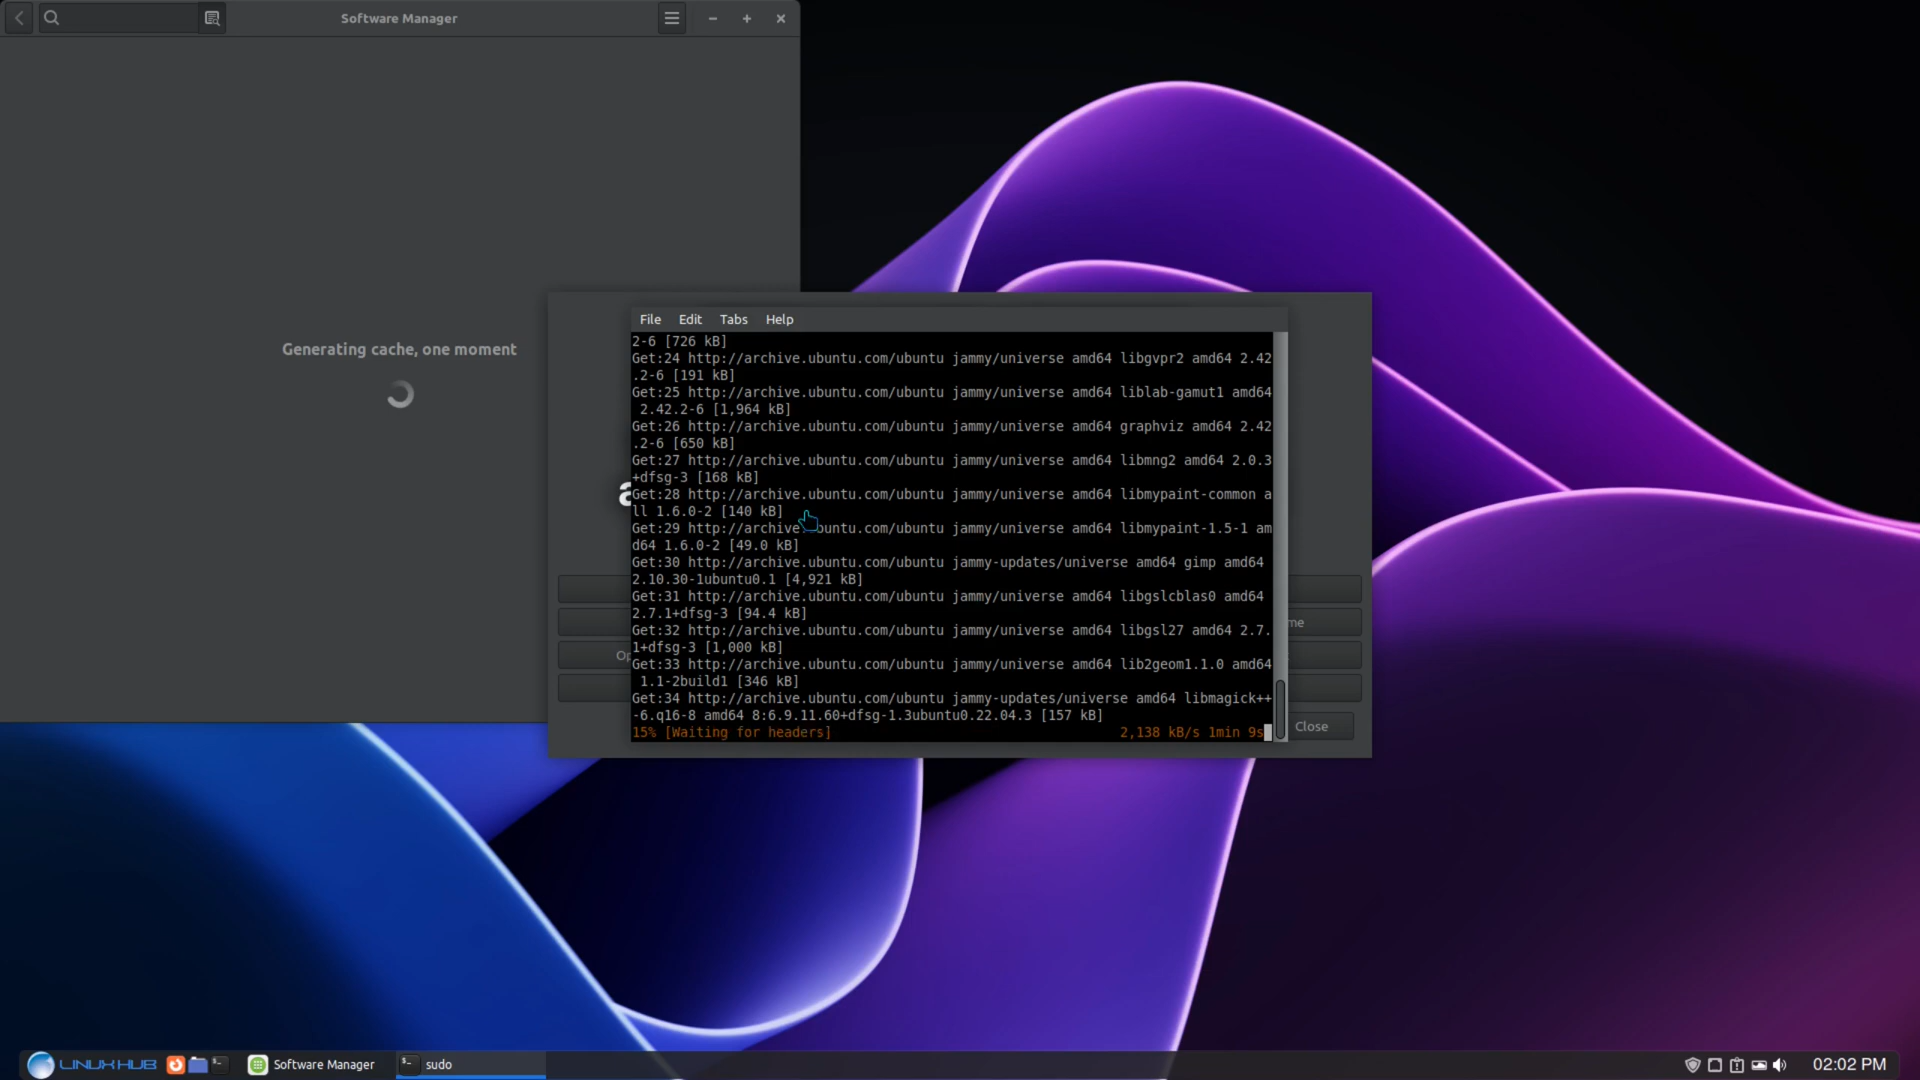 Software Manager
Generating cache, one moment
File Edit Tabs Help
2-6 [726 kB]
Get:24 http://archive.ubuntu.com/ubuntu jammy/universe amd64 libgvpr2 amd64 2.42
.2-6 [191 kB]
Get:25 http://archive.ubuntu.com/ubuntu jammy/universe amd64 liblab-gamut1 amd64
2.42.2-6 [1,964 kB]
Get:26 http://archive.ubuntu.com/ubuntu jammy/universe amd64 graphviz amd64 2.42
.2-6 [650 kB]
Get:27 http://archive.ubuntu.com/ubuntu jammy/universe amd64 libmng2 amd64 2.0.3
+dfsg-3 [168 kB]
Get:28 http://archive.ubuntu.com/ubuntu jammy/universe amd64 libmypaint-common a
ll 1.6.0-2 [140 kB]
Get:29 http://archive.ubuntu.com/ubuntu jammy/universe amd64 libmypaint-1.5-1 am
d64 1.6.0-2 [49.0 kB]
Get:30 http://archive.ubuntu.com/ubuntu jammy-updates/universe amd64 gimp amd64
2.10.30-1ubuntu0.1 [4,921 kB]
Get:31 http://archive.ubuntu.com/ubuntu jammy/universe amd64 libgslcblas0 amd64
2.7.1+dfsg-3 [94.4 kB]
Get:32 http://archive.ubuntu.com/ubuntu jammy/universe amd64 libgsl27 amd64 2.7.
1+dfsg-3 [1,000 kB]
Get:33 http://archive.ubuntu.com/ubuntu jammy/universe amd64 lib2geom1.1.0 amd64
1.1-2build1 [346 kB]
Get:34 http://archive.ubuntu.com/ubuntu jammy-updates/universe amd64 libmagick++
-6.q16-8 amd64 8:6.9.11.60+dfsg-1.3ubuntu0.22.04.3 [157 kB]
15% [Waiting for headers] 2,138 kB/s 1min 9s
Close
LINUX HUB Software Manager sudo 02:02 PM